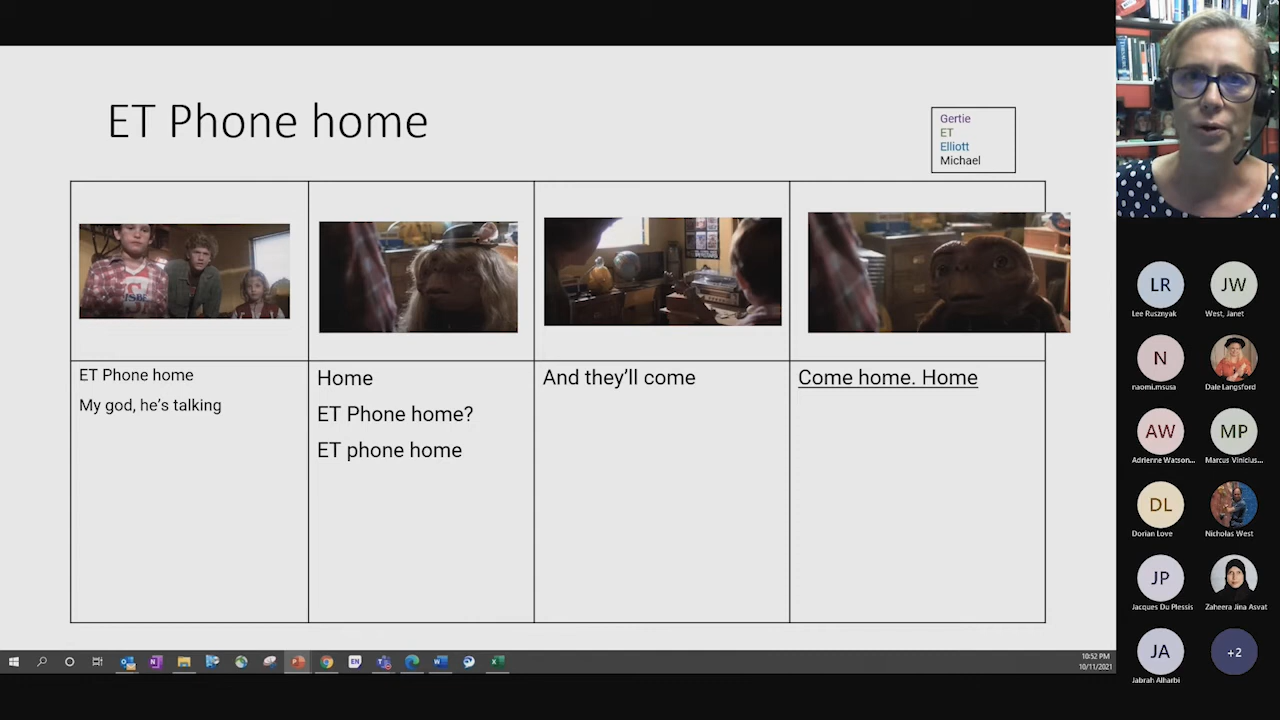 ET Phone home
Gertie
ET
Elliott
Michael
ET Phone home
My god, he's talking
Home
ET Phone home?
ET phone home
And they'll come
Come home. Home
LR
Lee Rusznyak
JW
West, Janet
N
naomi.msusa
Dale Langsford
AW
Adrienne Watson...
MP
Marcus Vinicius...
DL
Dorian Love
Nicholas West
JP
Jacques Du Plessis
Zaheera Jina Asvat
JA
Jabrah Alharbi
+2
EN
10:52 PM
10/11/2021